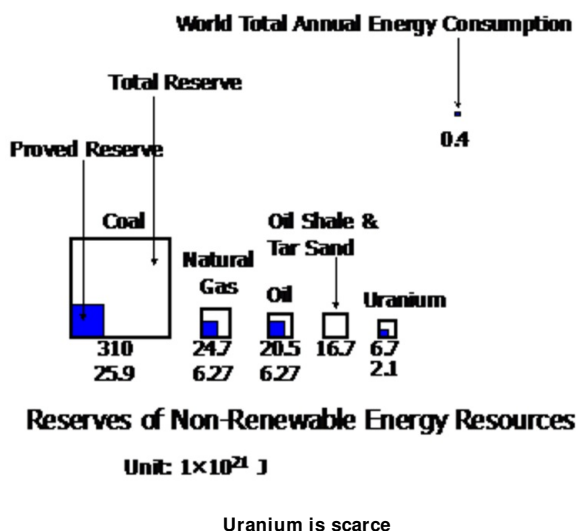 World Total Annual Energy Consumption
Total Reserve
0.4
Proved Reserve
Coal
Oil Shale &
Tar Sand
Natural
Gas
Oil
Uranium
310
24.7
20.5
16.7
6.7
25.9
6.27
6.27
2.1
Reserves of Non-Renewable Energy Resources
Unit: 1×10²¹ J
Uranium is scarce